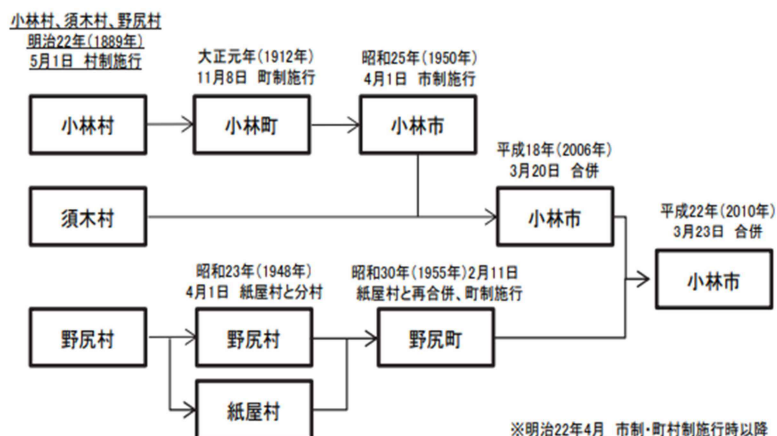 小林村、須木村、野尻村
明治22年(1889年)
5月1日 村制施行
大正元年(1912年)
11月8日 町制施行
昭和25年(1950年)
4月1日 市制施行
小林村
小林町
小林市
平成18年(2006年)
3月20日 合併
須木村
小林市
平成22年(2010年)
3月23日 合併
小林市
昭和23年(1948年)
4月1日 紙屋村と分村
昭和30年(1955年)2月11日
紙屋村と再合併、町制施行
野尻村
野尻村
野尻町
紙屋村
※明治22年4月 市制・町村制施行時以降